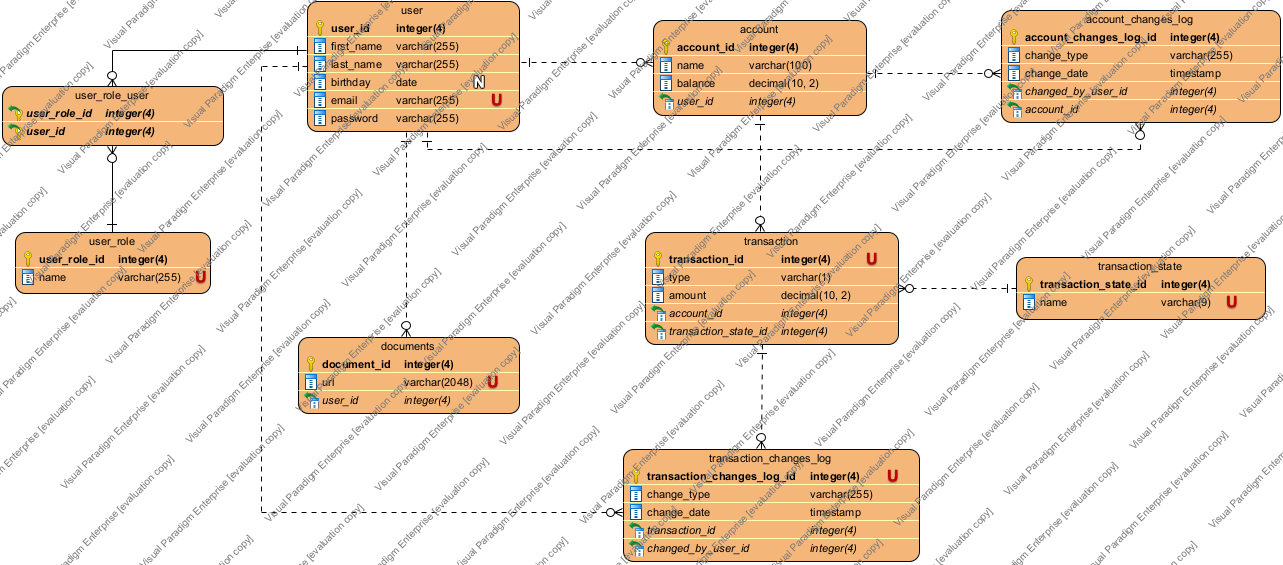 user
user_id integer(4)
first_name varchar(255)
last_name varchar(255)
birthday date N
email varchar(255) U
password varchar(255)
account
account_id integer(4)
name varchar(100)
balance decimal(10, 2)
user_id integer(4)
account_changes_log
account_changes_log_id integer(4)
change_type varchar(255)
change_date timestamp
changed_by_user_id integer(4)
account_id integer(4)
user_role_user
user_role_id integer(4)
user_id integer(4)
user_role
user_role_id integer(4)
name varchar(255) U
transaction
transaction_id integer(4) U
type varchar(1)
amount decimal(10, 2)
account_id integer(4)
transaction_state_id integer(4)
transaction_state
transaction_state_id integer(4)
name varchar(9) U
documents
document_id integer(4)
url varchar(2048) U
user_id integer(4)
transaction_changes_log
transaction_changes_log_id integer(4) U
change_type varchar(255)
change_date timestamp
transaction_id integer(4)
changed_by_user_id integer(4)
Visual Paradigm Enterprise [evaluation copy]